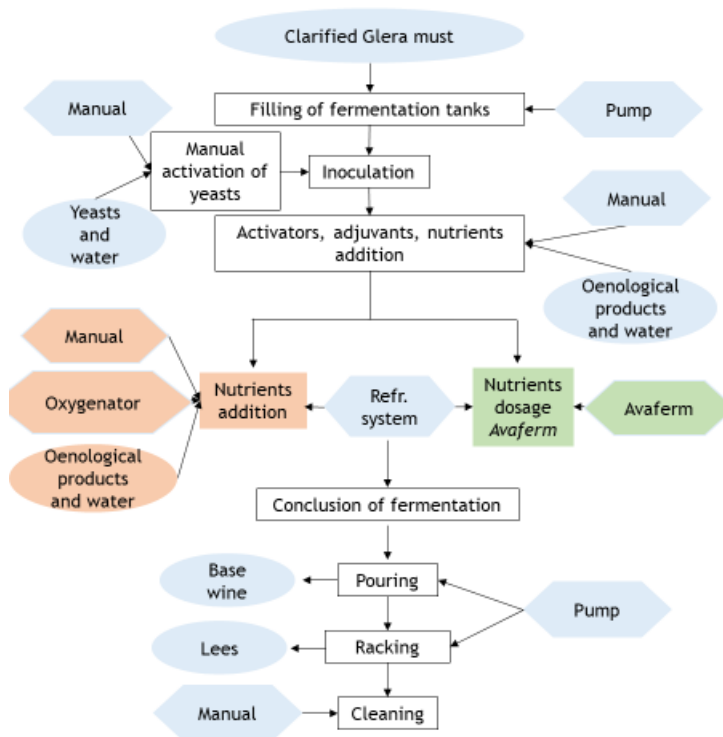 Clarified Glera must
Manual
Filling of fermentation tanks
Pump
Manual
activation of
yeasts
Inoculation
Yeasts
and
water
Manual
Activators, adjuvants, nutrients
addition
Oenological
products
and water
Manual
Oxygenator
Oenological
products
and water
Nutrients
addition
Refr.
system
Nutrients
dosage
Avaferm
Avaferm
Conclusion of fermentation
Base
wine
Pouring
Pump
Lees
Racking
Manual
Cleaning